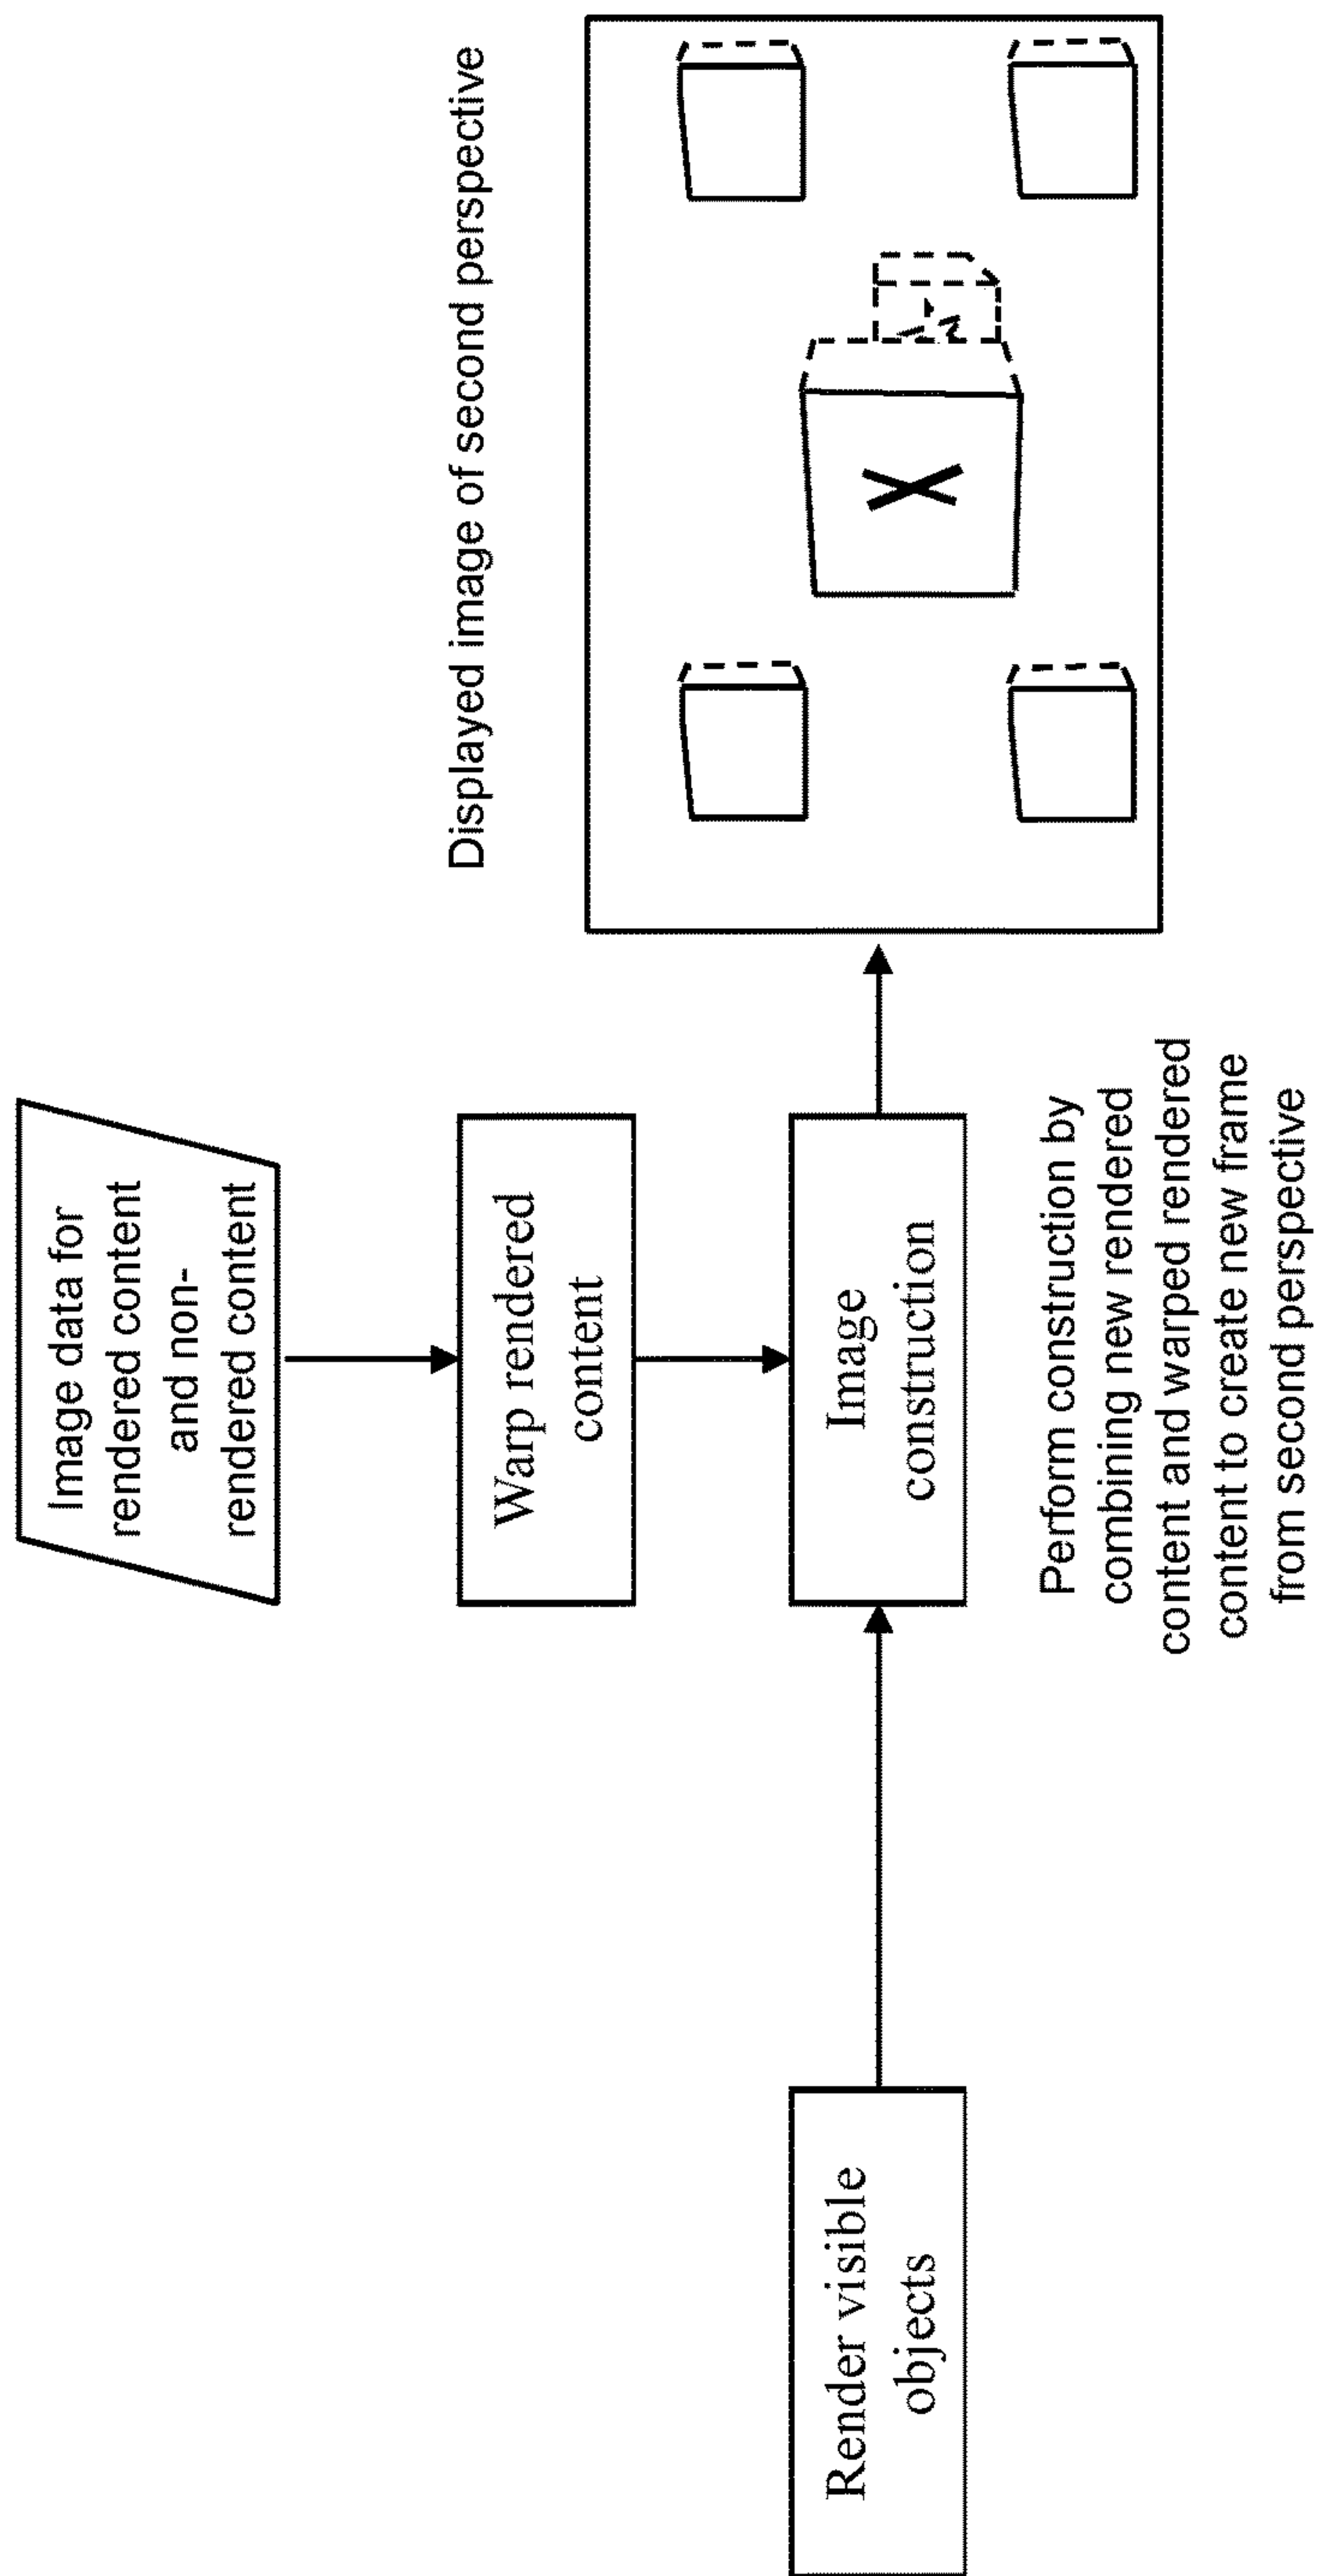 Image data for
rendered content
and non-
rendered content
Warp rendered
content
Render visible
objects
Image
construction
Perform construction by
combining new rendered
content and warped rendered
content to create new frame
from second perspective
Displayed image of second perspective
X